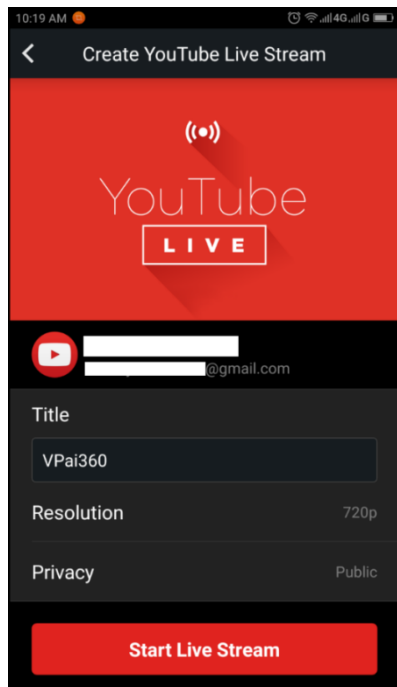 10:19 AM 4G G
Create YouTube Live Stream
YouTube
LIVE
@gmail.com
Title
VPai360
Resolution 720p
Privacy Public
Start Live Stream